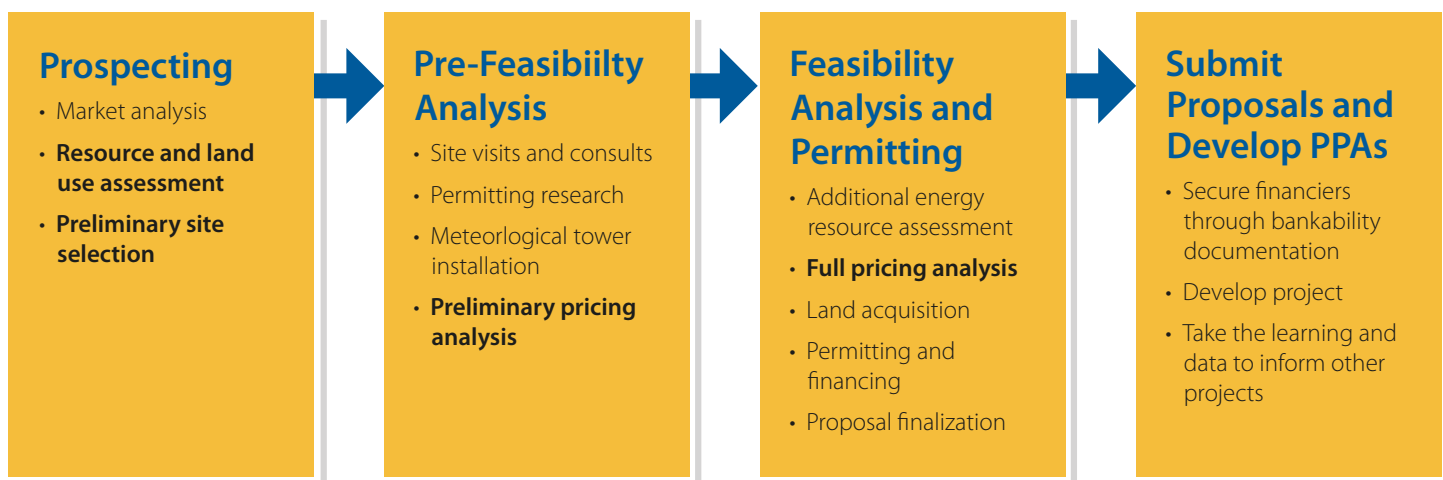 Prospecting
• Market analysis
• Resource and land
use assessment
• Preliminary site
selection
Pre-Feasibiilty
Analysis
• Site visits and consults
• Permitting research
• Meteorlogical tower
installation
• Preliminary pricing
analysis
Feasibility
Analysis and
Permitting
• Additional energy
resource assessment
• Full pricing analysis
• Land acquisition
• Permitting and
financing
• Proposal finalization
Submit
Proposals and
Develop PPAs
• Secure financiers
through bankability
documentation
• Develop project
• Take the learning and
data to inform other
projects